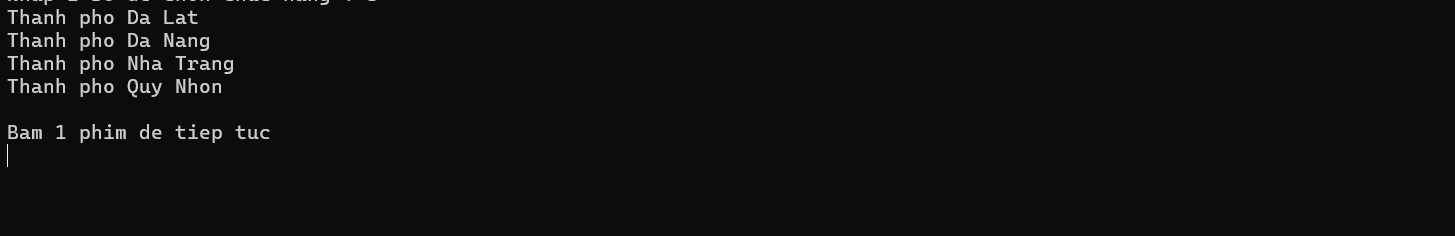 Thanh pho Da Lat
Thanh pho Da Nang
Thanh pho Nha Trang
Thanh pho Quy Nhon
Bam 1 phim de tiep tuc